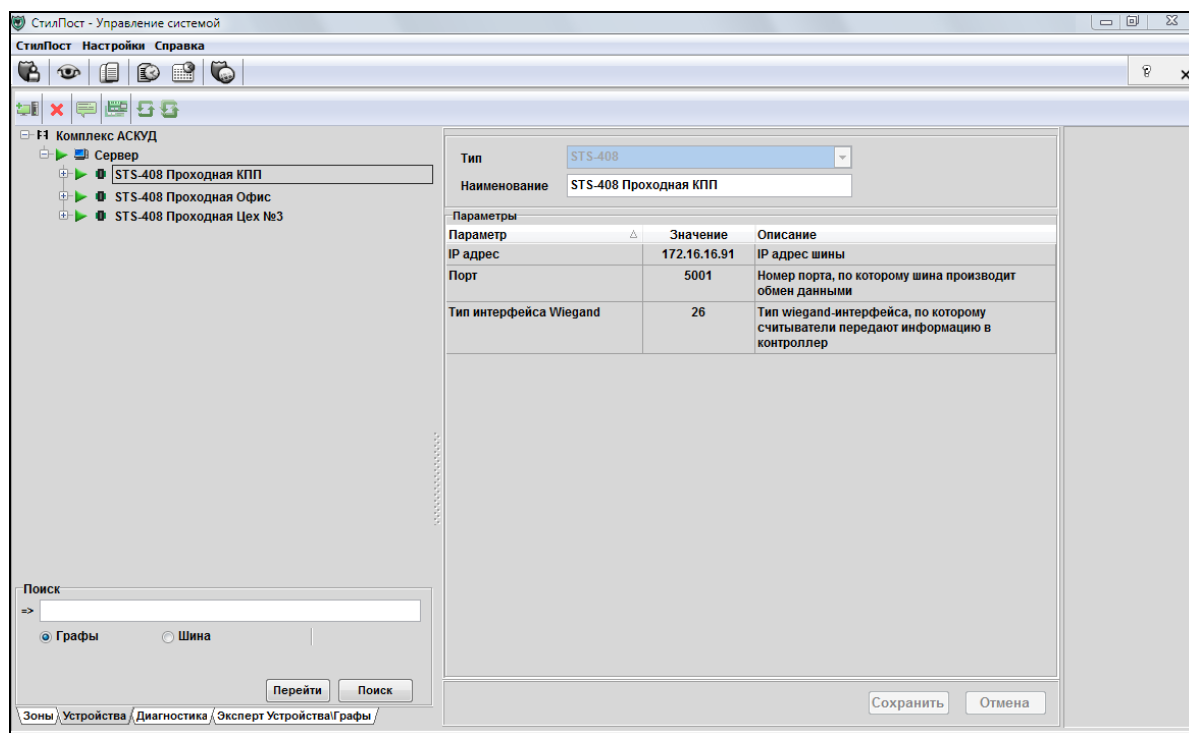 СтилПост - Управление системой
СтилПост Настройки Справка
Комплекс АСКУД
Сервер
STS-408 Проходная КПП
STS-408 Проходная Офис
STS-408 Проходная Цех №3
Тип STS-408
Наименование STS-408 Проходная КПП
Параметры
Параметр Значение Описание
IP адрес 172.16.16.91 IP адрес шины
Порт 5001 Номер порта, по которому шина производит
обмен данными
Тип интерфейса Wiegand 26 Тип wiegand-интерфейса, по которому
считыватели передают информацию в
контроллер
Поиск
=>
Графы Шина
Перейти Поиск
Сохранить Отмена
Зоны Устройства Диагностика Эксперт Устройства\Графы